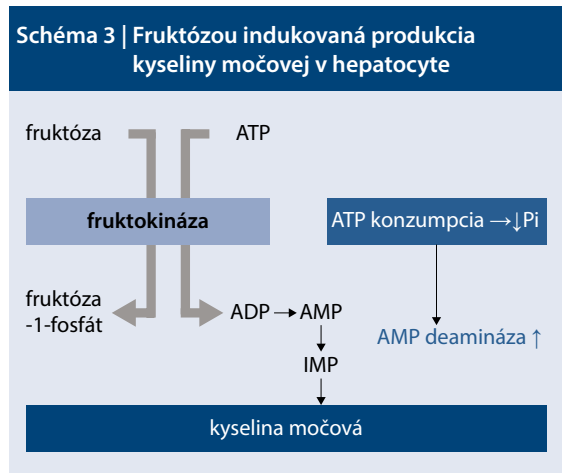 Schéma 3 | Fruktózou indukovaná produkcia
kyseliny močovej v hepatocyte
fruktóza
ATP
fruktokináza
ATP konzumpcia →↓Pi
fruktóza
-1-fosfát
ADP → AMP
AMP deamináza ↑
IMP
kyselina močová